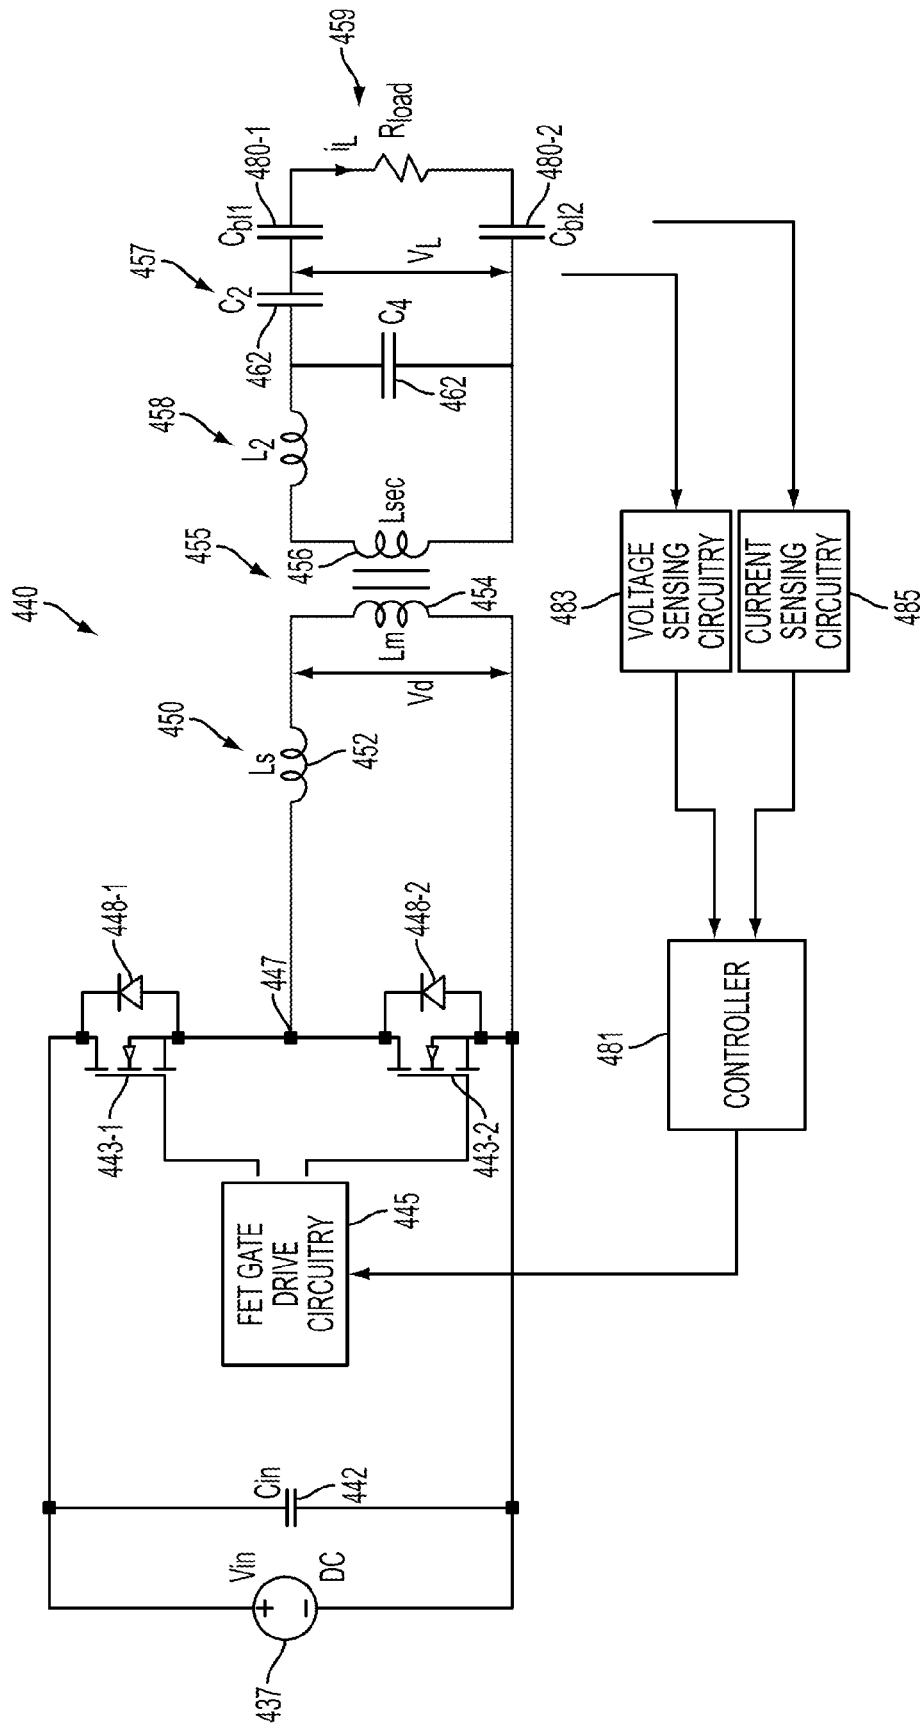 440
437
Vin
DC
Cin
442
FET GATE
DRIVE
CIRCUITRY
445
443-1
448-1
443-2
448-2
447
450
Ls
452
Vd
Lm
454
455
456
Lsec
458
L2
462
C4
462
457
C2
Cbl1
480-1
VL
iL
Rload
459
Cbl2
480-2
483
VOLTAGE
SENSING
CIRCUITRY
CURRENT
SENSING
CIRCUITRY
485
481
CONTROLLER